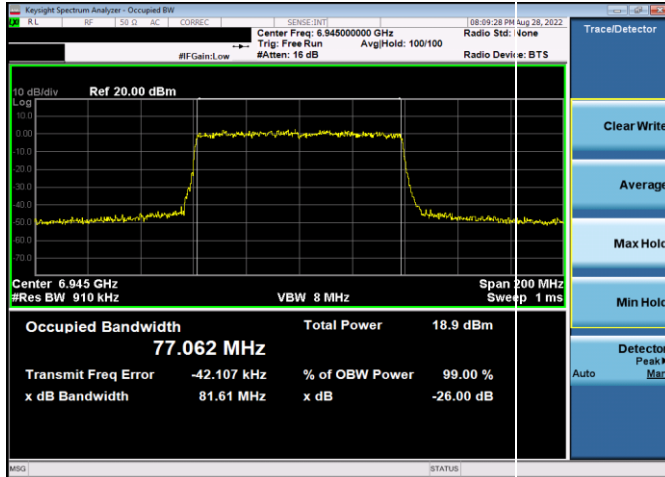 Keysight Spectrum Analyzer - Occupied BW
RL RF 50 Ω AC CORREC SENSE:INT 08:09:28 PM Aug 28, 2022
Center Freq: 6.945000000 GHz Radio Std: None
Trig: Free Run Avg|Hold: 100/100
#IFGain:Low #Atten: 16 dB Radio Device: BTS
10 dB/div Ref 20.00 dBm
Log
10.0
0.00
-10.0
-20.0
-30.0
-40.0
-50.0
-60.0
-70.0
Center 6.945 GHz Span 200 MHz
#Res BW 910 kHz VBW 8 MHz Sweep 1 ms
Occupied Bandwidth Total Power 18.9 dBm
77.062 MHz
Transmit Freq Error -42.107 kHz % of OBW Power 99.00 %
x dB Bandwidth 81.61 MHz x dB -26.00 dB
MSG STATUS
Trace/Detector
Clear Write
Average
Max Hold
Min Hold
Detector
Peak
Auto Man